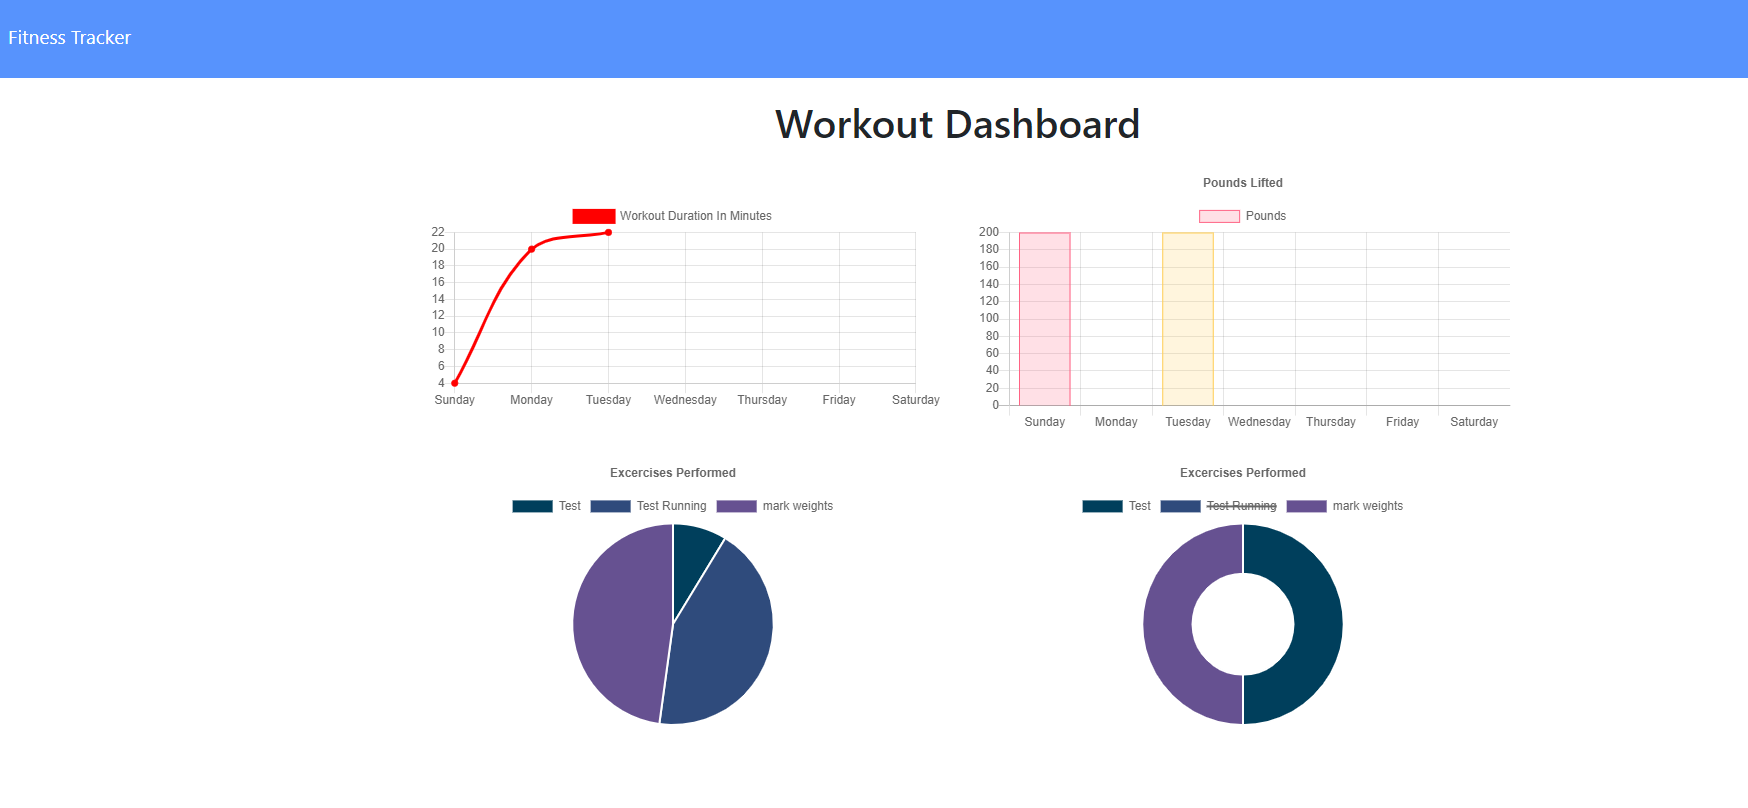 Fitness Tracker
Workout Dashboard
Workout Duration In Minutes
22
20
18
16
14
12
10
8
6
4
Sunday Monday Tuesday Wednesday Thursday Friday Saturday
Pounds Lifted
Pounds
200
180
160
140
120
100
80
60
40
20
0
Sunday Monday Tuesday Wednesday Thursday Friday Saturday
Excercises Performed
Test Test Running mark weights
Excercises Performed
Test Test Running mark weights